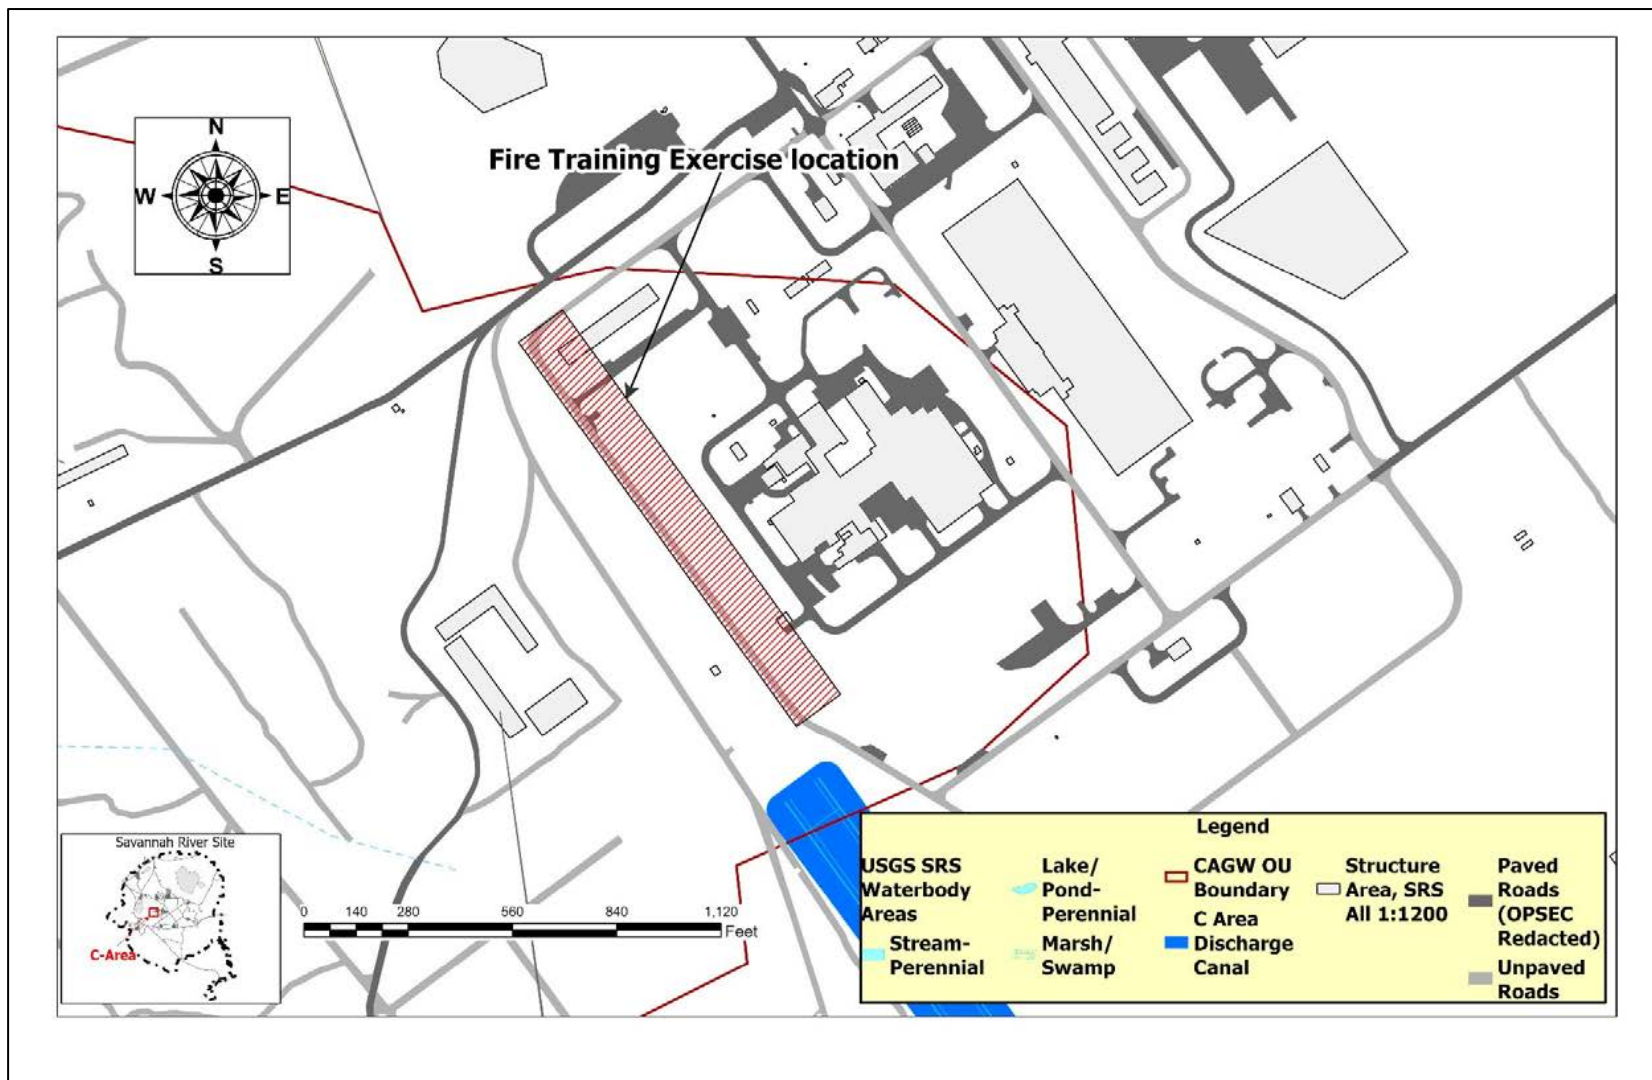 N
Fire Training Exercise location
W E
S
Savannah River Site
C-Area
0 140 280 560 840 1,120
Feet
Legend
USGS SRS
Waterbody
Areas
Stream-
Perennial
Lake/
Pond-
Perennial
Marsh/
Swamp
CAGW OU
Boundary
C Area
Discharge
Canal
Structure
Area, SRS
All 1:1200
Paved
Roads
(OPSEC
Redacted)
Unpaved
Roads